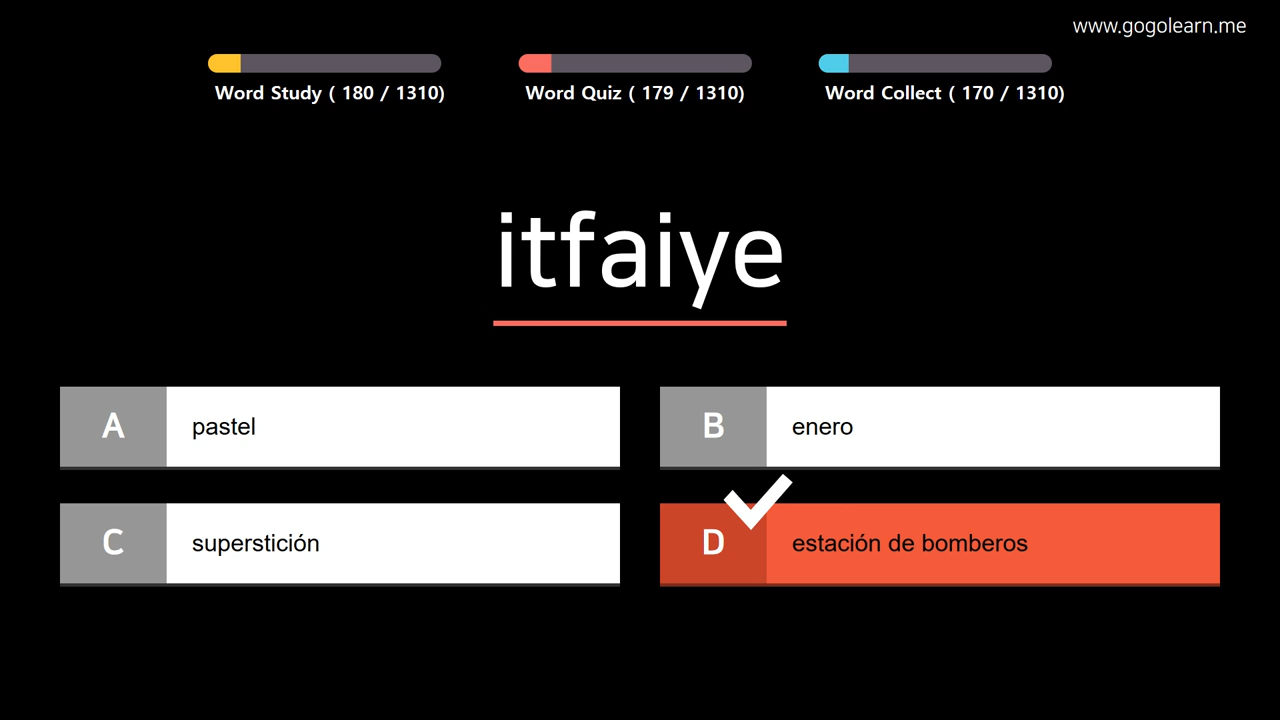 www.gogolearn.me
Word Study ( 180 / 1310)
Word Quiz ( 179 / 1310)
Word Collect ( 170 / 1310)
itfaiye
A pastel
B enero
C superstición
D estación de bomberos